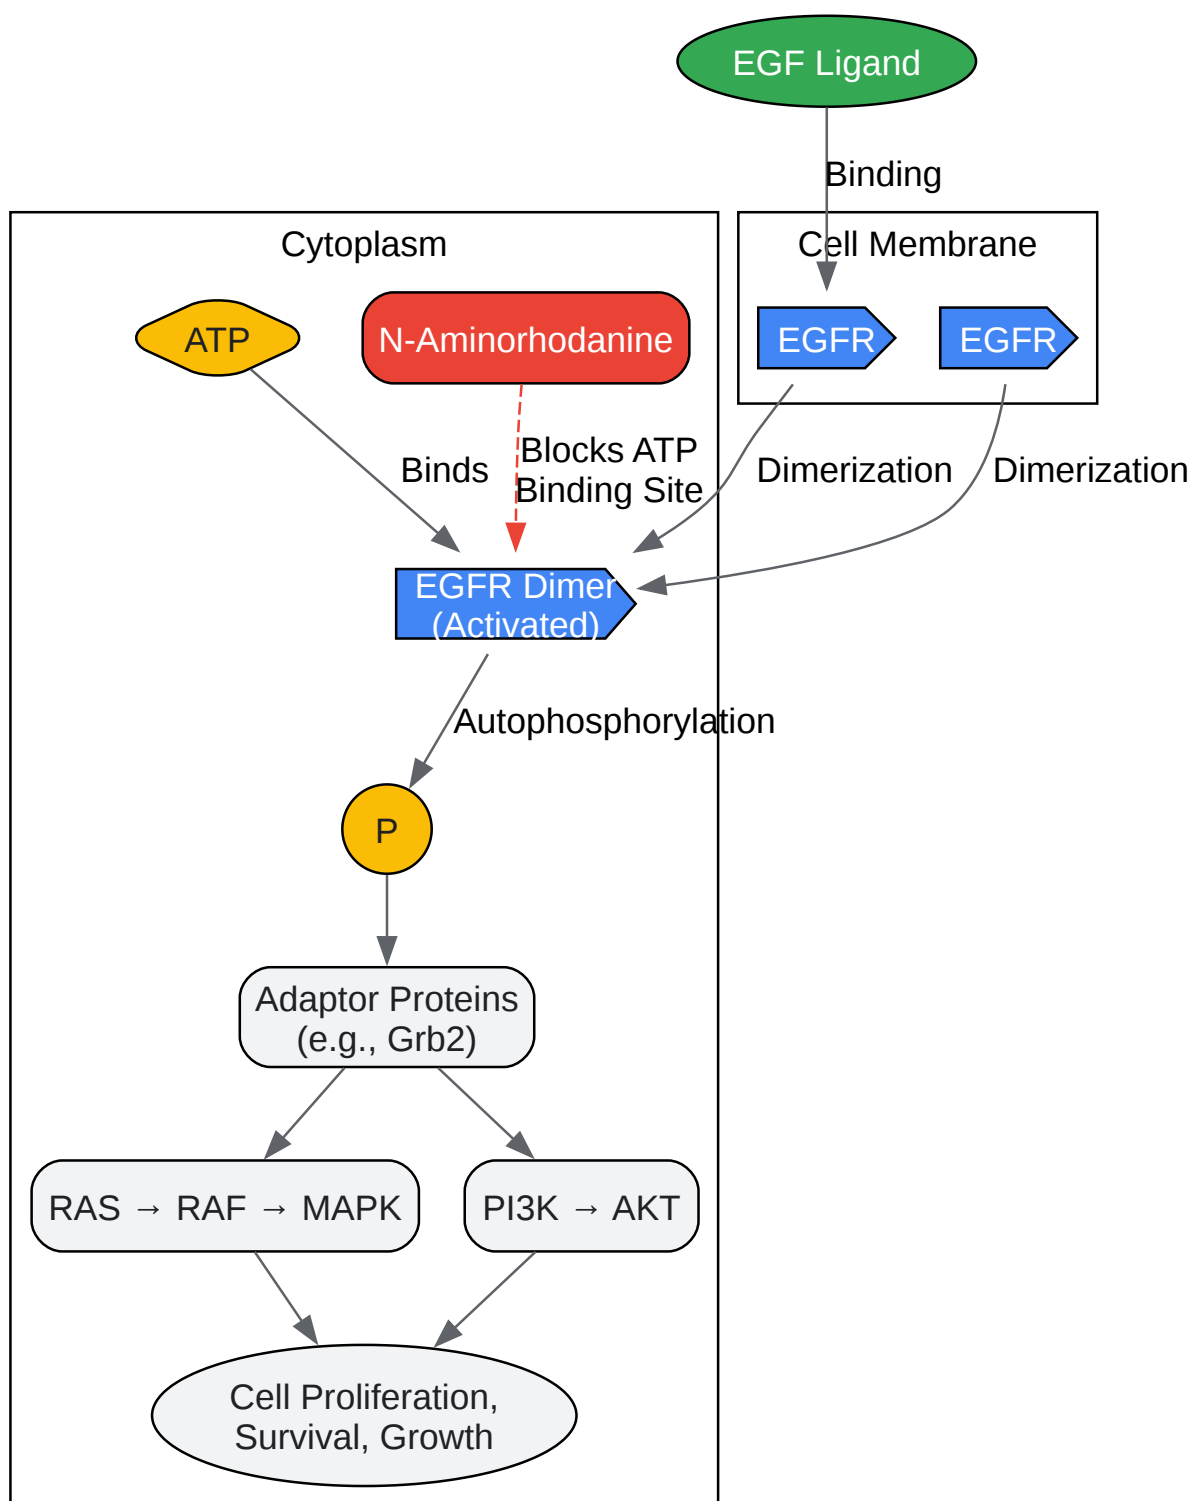 EGF Ligand
Binding
Cytoplasm
Cell Membrane
ATP
N-Aminorhodanine
EGFR
EGFR
Binds
Blocks ATP
Binding Site
Dimerization
Dimerization
EGFR Dimer
(Activated)
Autophosphorylation
P
Adaptor Proteins
(e.g., Grb2)
RAS → RAF → MAPK
PI3K → AKT
Cell Proliferation,
Survival, Growth